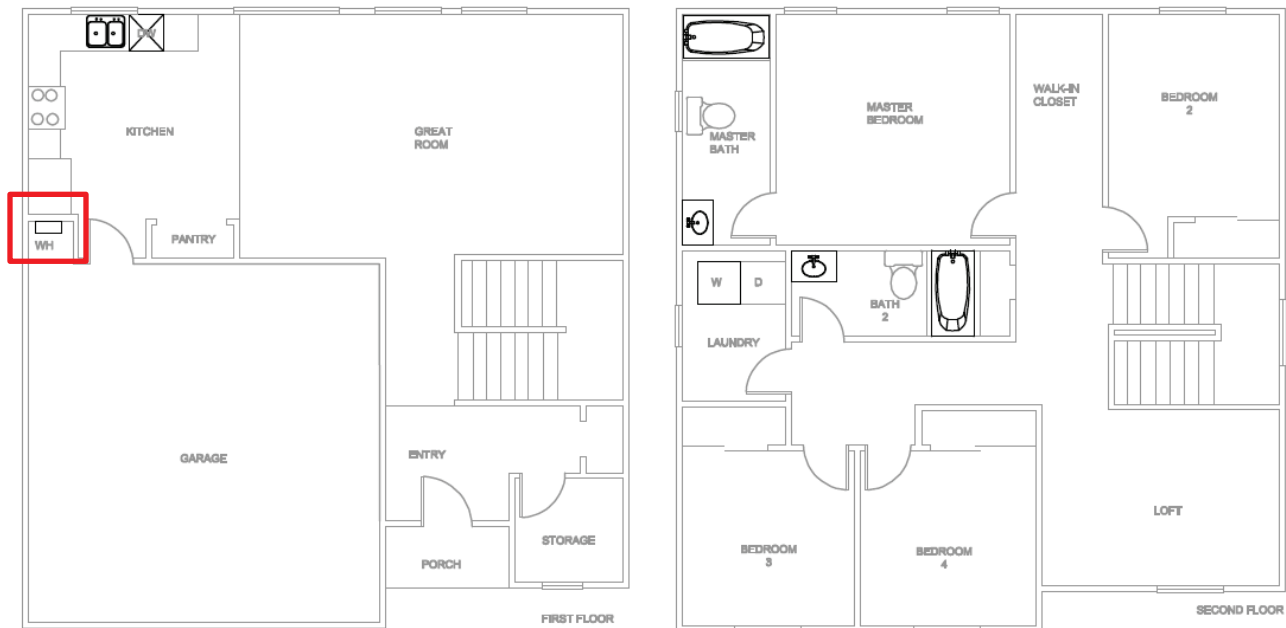 DW
KITCHEN
GREAT
ROOM
WH
PANTRY
GARAGE
ENTRY
STORAGE
PORCH
FIRST FLOOR
MASTER
BATH
MASTER
BEDROOM
WALK-IN
CLOSET
BEDROOM
2
W
D
LAUNDRY
BATH
2
BEDROOM
3
BEDROOM
4
LOFT
SECOND FLOOR